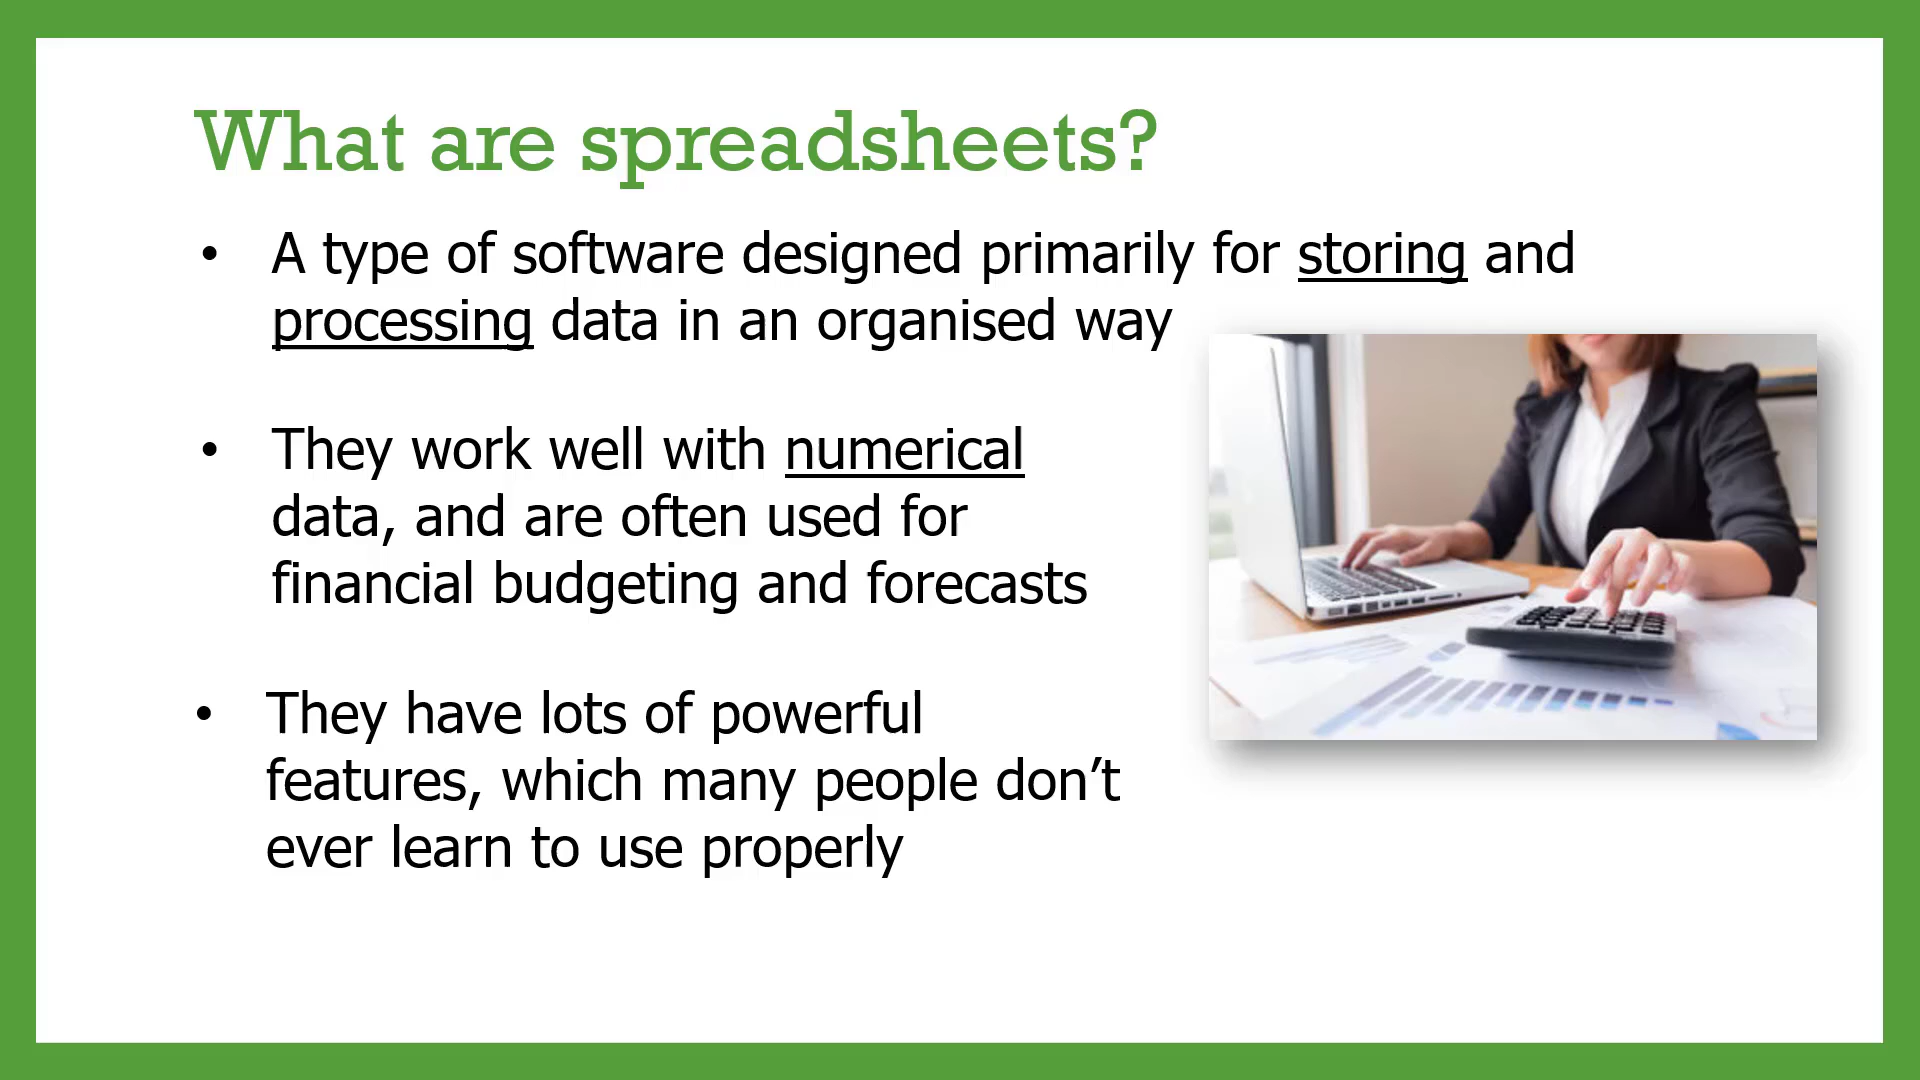 What are spreadsheets?
• A type of software designed primarily for storing and
processing data in an organised way
• They work well with numerical
data, and are often used for
financial budgeting and forecasts
• They have lots of powerful
features, which many people don’t
ever learn to use properly